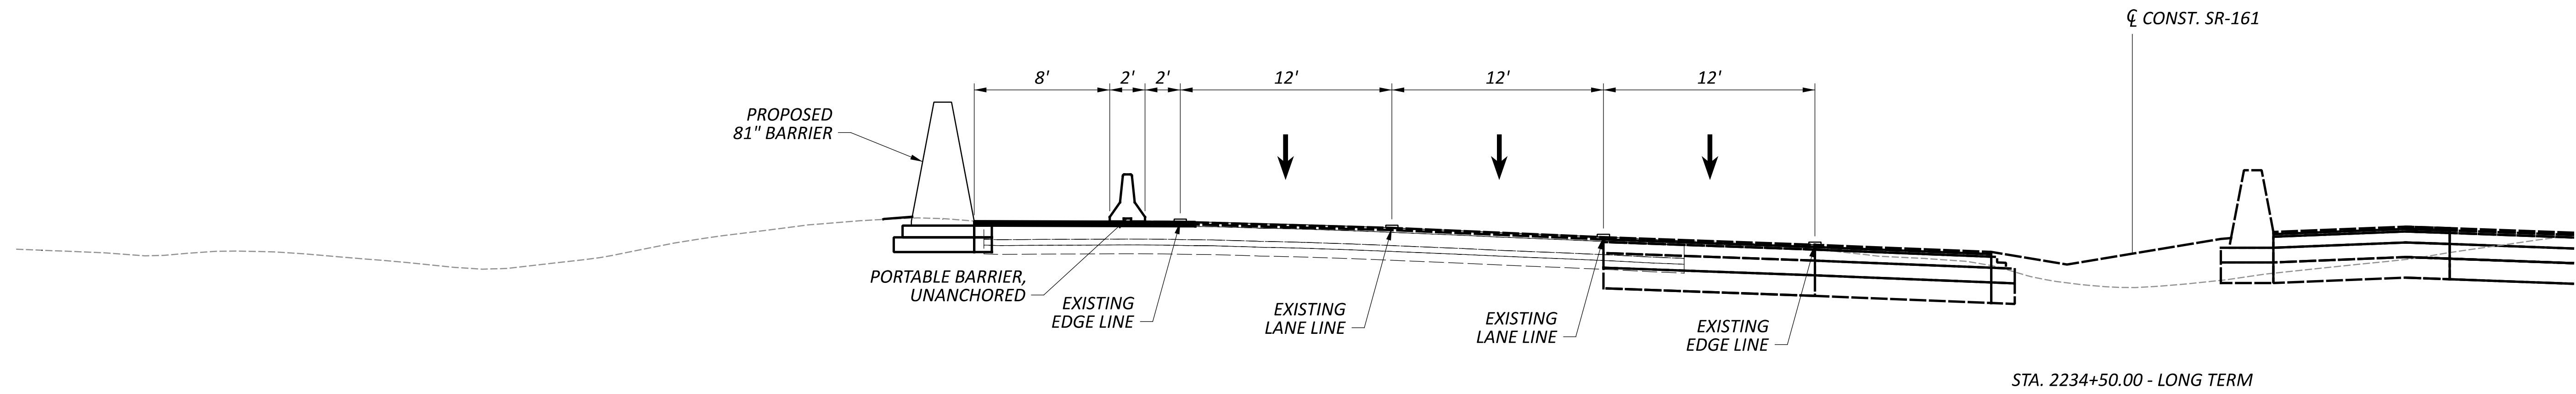 ℄ CONST. SR-161
8' 2' 2' 12' 12' 12'
PROPOSED
81" BARRIER
PORTABLE BARRIER,
UNANCHORED
EXISTING
EDGE LINE
EXISTING
LANE LINE
EXISTING
LANE LINE
EXISTING
EDGE LINE
STA. 2234+50.00 - LONG TERM